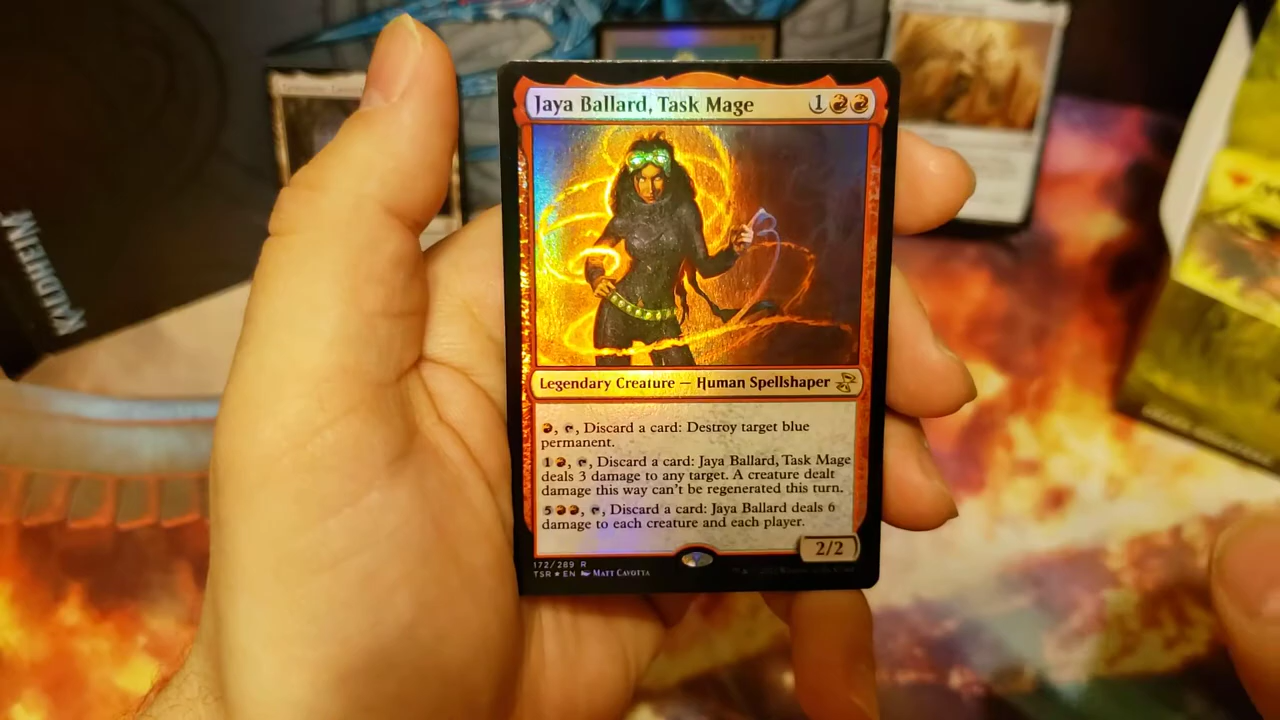 Jaya Ballard, Task Mage 1
Legendary Creature — Human Spellshaper
, , Discard a card: Destroy target blue
permanent.
1 , , Discard a card: Jaya Ballard, Task Mage
deals 3 damage to any target. A creature dealt
damage this way can't be regenerated this turn.
5 , , Discard a card: Jaya Ballard deals 6
damage to each creature and each player.
2/2
172/289 R
TSR ★ EN Matt Cavotta
KALDHEIM